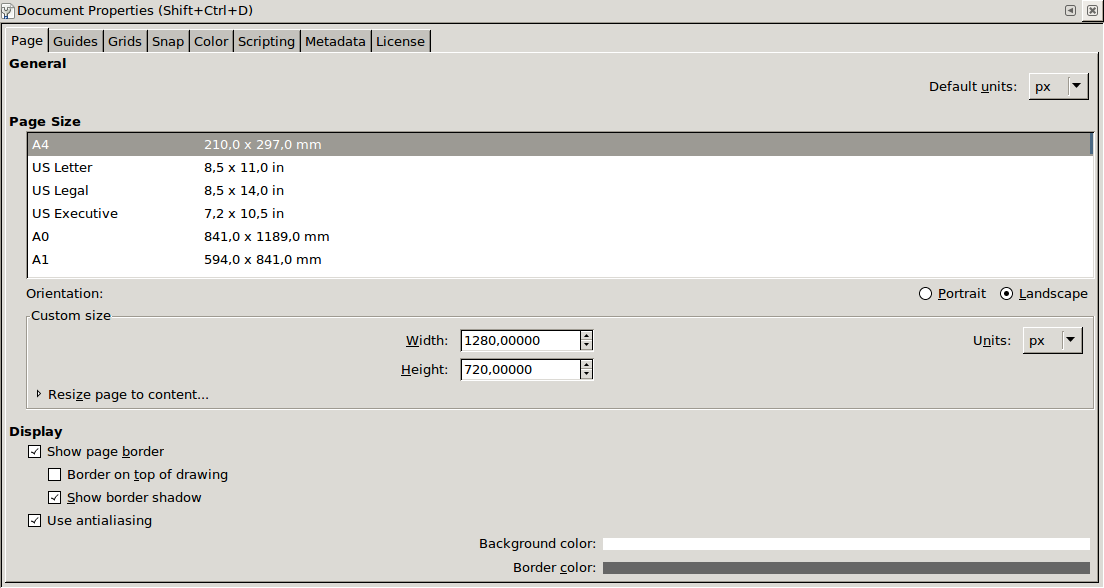 Document Properties (Shift+Ctrl+D)
Page Guides Grids Snap Color Scripting Metadata License
General
Default units: px
Page Size
A4 210,0 x 297,0 mm
US Letter 8,5 x 11,0 in
US Legal 8,5 x 14,0 in
US Executive 7,2 x 10,5 in
A0 841,0 x 1189,0 mm
A1 594,0 x 841,0 mm
Orientation: Portrait Landscape
Custom size
Width: 1280,00000 Units: px
Height: 720,00000
Resize page to content...
Display
Show page border
Border on top of drawing
Show border shadow
Use antialiasing
Background color:
Border color: